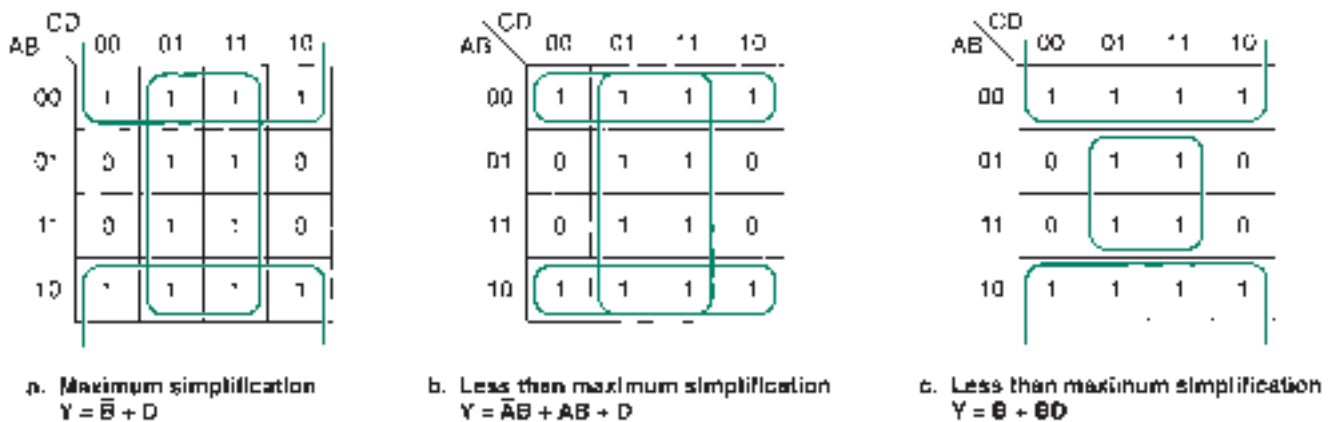 CD CD CD
AB 00 01 11 10 AB 00 01 11 10 AB 00 01 11 10
00 1 1 1 1 00 1 1 1 1 00 1 1 1 1
01 0 1 1 0 01 0 1 1 0 01 0 1 1 0
11 0 1 1 0 11 0 1 1 0 11 0 1 1 0
10 1 1 1 1 10 1 1 1 1 10 1 1 1 1
a. Maximum simplification
Y = B̅ + D
b. Less than maximum simplification
Y = A̅B + AB + D
c. Less than maximum simplification
Y = + D